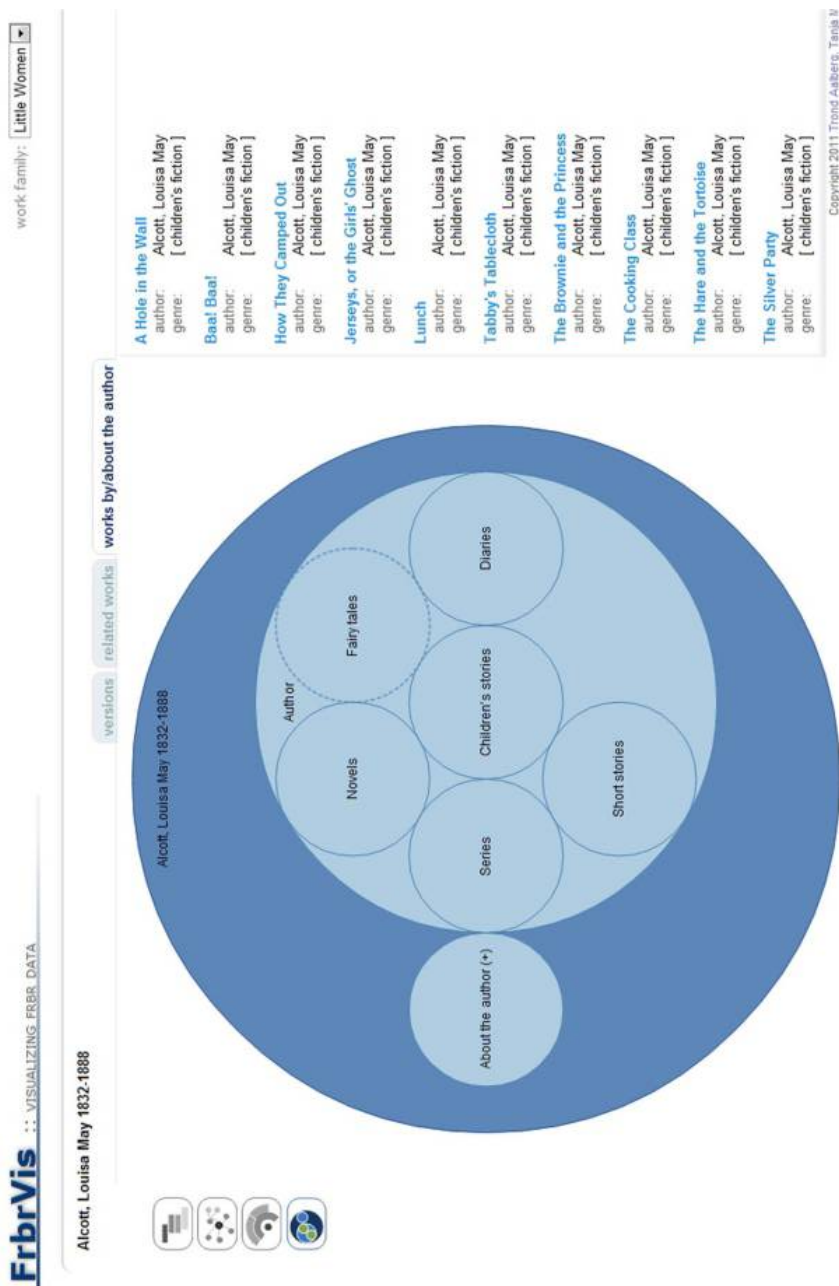 FrbrVis :: VISUALIZING FRBR DATA
work family: Little Women
Alcott, Louisa May 1832-1888
versions
related works
works by/about the author
Alcott, Louisa May 1832-1888
Author
Novels
Fairy tales
About the author (+)
Series
Children's stories
Diaries
Short stories
A Hole in the Wall
author: Alcott, Louisa May
genre: [ children's fiction ]
Baa! Baa!
author: Alcott, Louisa May
genre: [ children's fiction ]
How They Camped Out
author: Alcott, Louisa May
genre: [ children's fiction ]
Jerseys, or the Girls' Ghost
author: Alcott, Louisa May
genre: [ children's fiction ]
Lunch
author: Alcott, Louisa May
genre: [ children's fiction ]
Tabby's Tablecloth
author: Alcott, Louisa May
genre: [ children's fiction ]
The Brownie and the Princess
author: Alcott, Louisa May
genre: [ children's fiction ]
The Cooking Class
author: Alcott, Louisa May
genre: [ children's fiction ]
The Hare and the Tortoise
author: Alcott, Louisa May
genre: [ children's fiction ]
The Silver Party
author: Alcott, Louisa May
genre: [ children's fiction ]
Copyright 2011 Trond Aalberg, Tanja